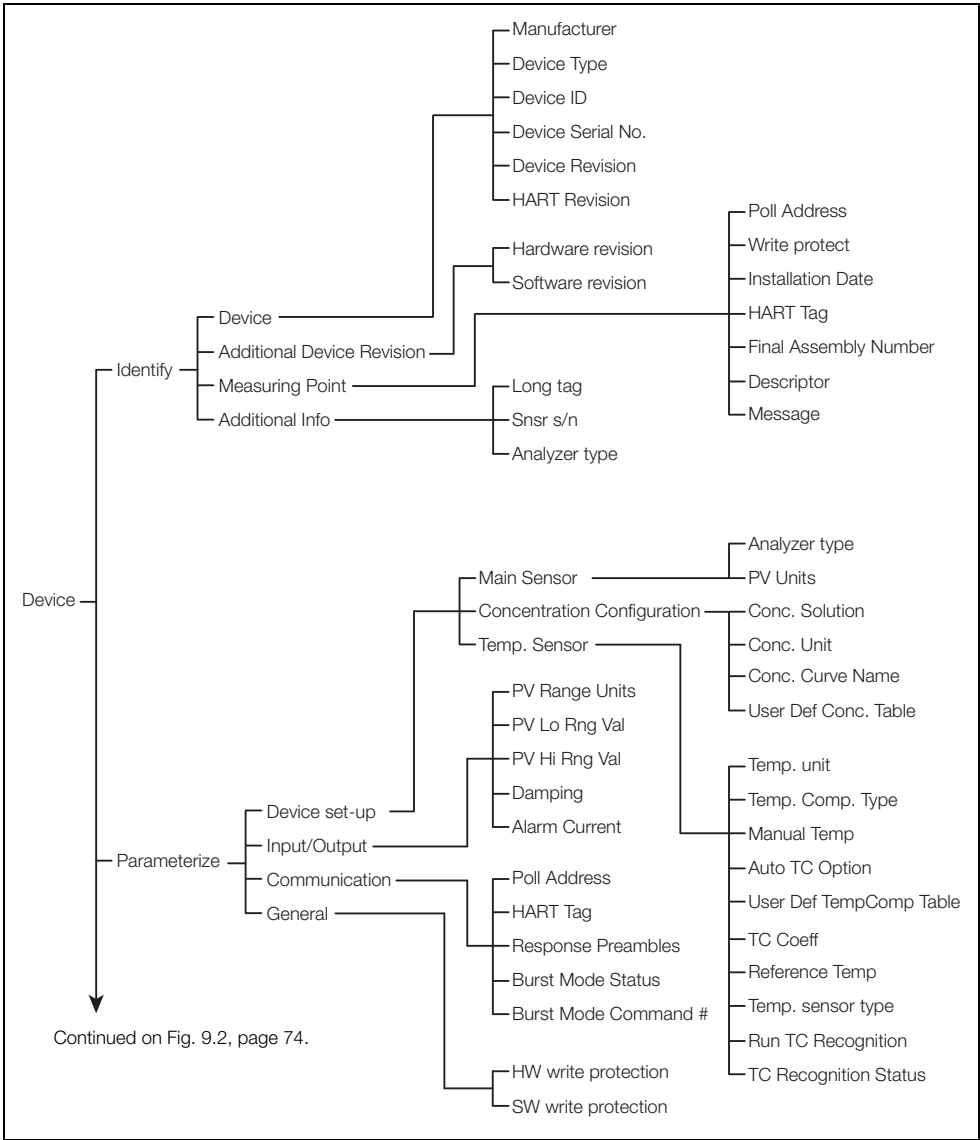 Manufacturer
Device Type
Device ID
Device Serial No.
Device Revision
HART Revision
Hardware revision
Software revision
Poll Address
Write protect
Installation Date
HART Tag
Final Assembly Number
Descriptor
Message
Device
Additional Device Revision
Measuring Point
Additional Info
Identify
Long tag
Snsr s/n
Analyzer type
Device
Main Sensor
Concentration Configuration
Temp. Sensor
Analyzer type
PV Units
Conc. Solution
Conc. Unit
Conc. Curve Name
User Def Conc. Table
PV Range Units
PV Lo Rng Val
PV Hi Rng Val
Damping
Alarm Current
Temp. unit
Temp. Comp. Type
Manual Temp
Auto TC Option
User Def TempComp Table
TC Coeff
Reference Temp
Temp. sensor type
Run TC Recognition
TC Recognition Status
Parameterize
Device set-up
Input/Output
Communication
General
Poll Address
HART Tag
Response Preambles
Burst Mode Status
Burst Mode Command #
HW write protection
SW write protection
Continued on Fig. 9.2, page 74.